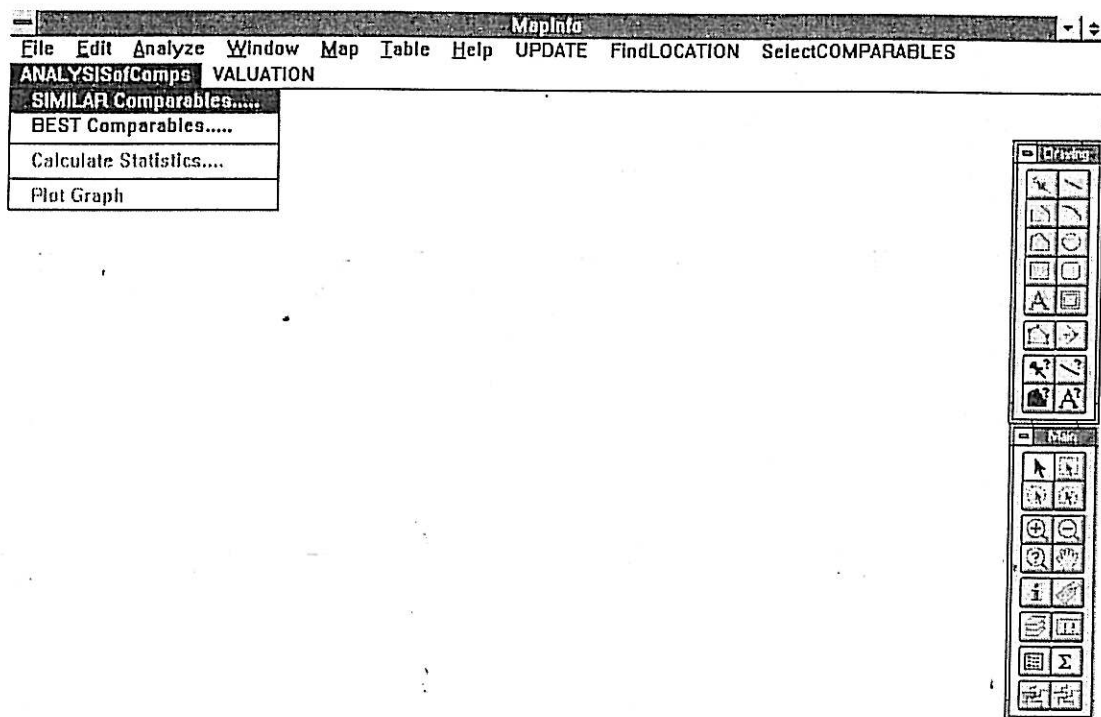 MapInfo
File Edit Analyze Window Map Table Help UPDATE FindLOCATION SelectCOMPARABLES
ANALYSISofComps VALUATION
SIMILAR Comparables.....
BEST Comparables.....
Calculate Statistics....
Plot Graph
Drawing
A
? ?
? A?
Main
?
i
Σ